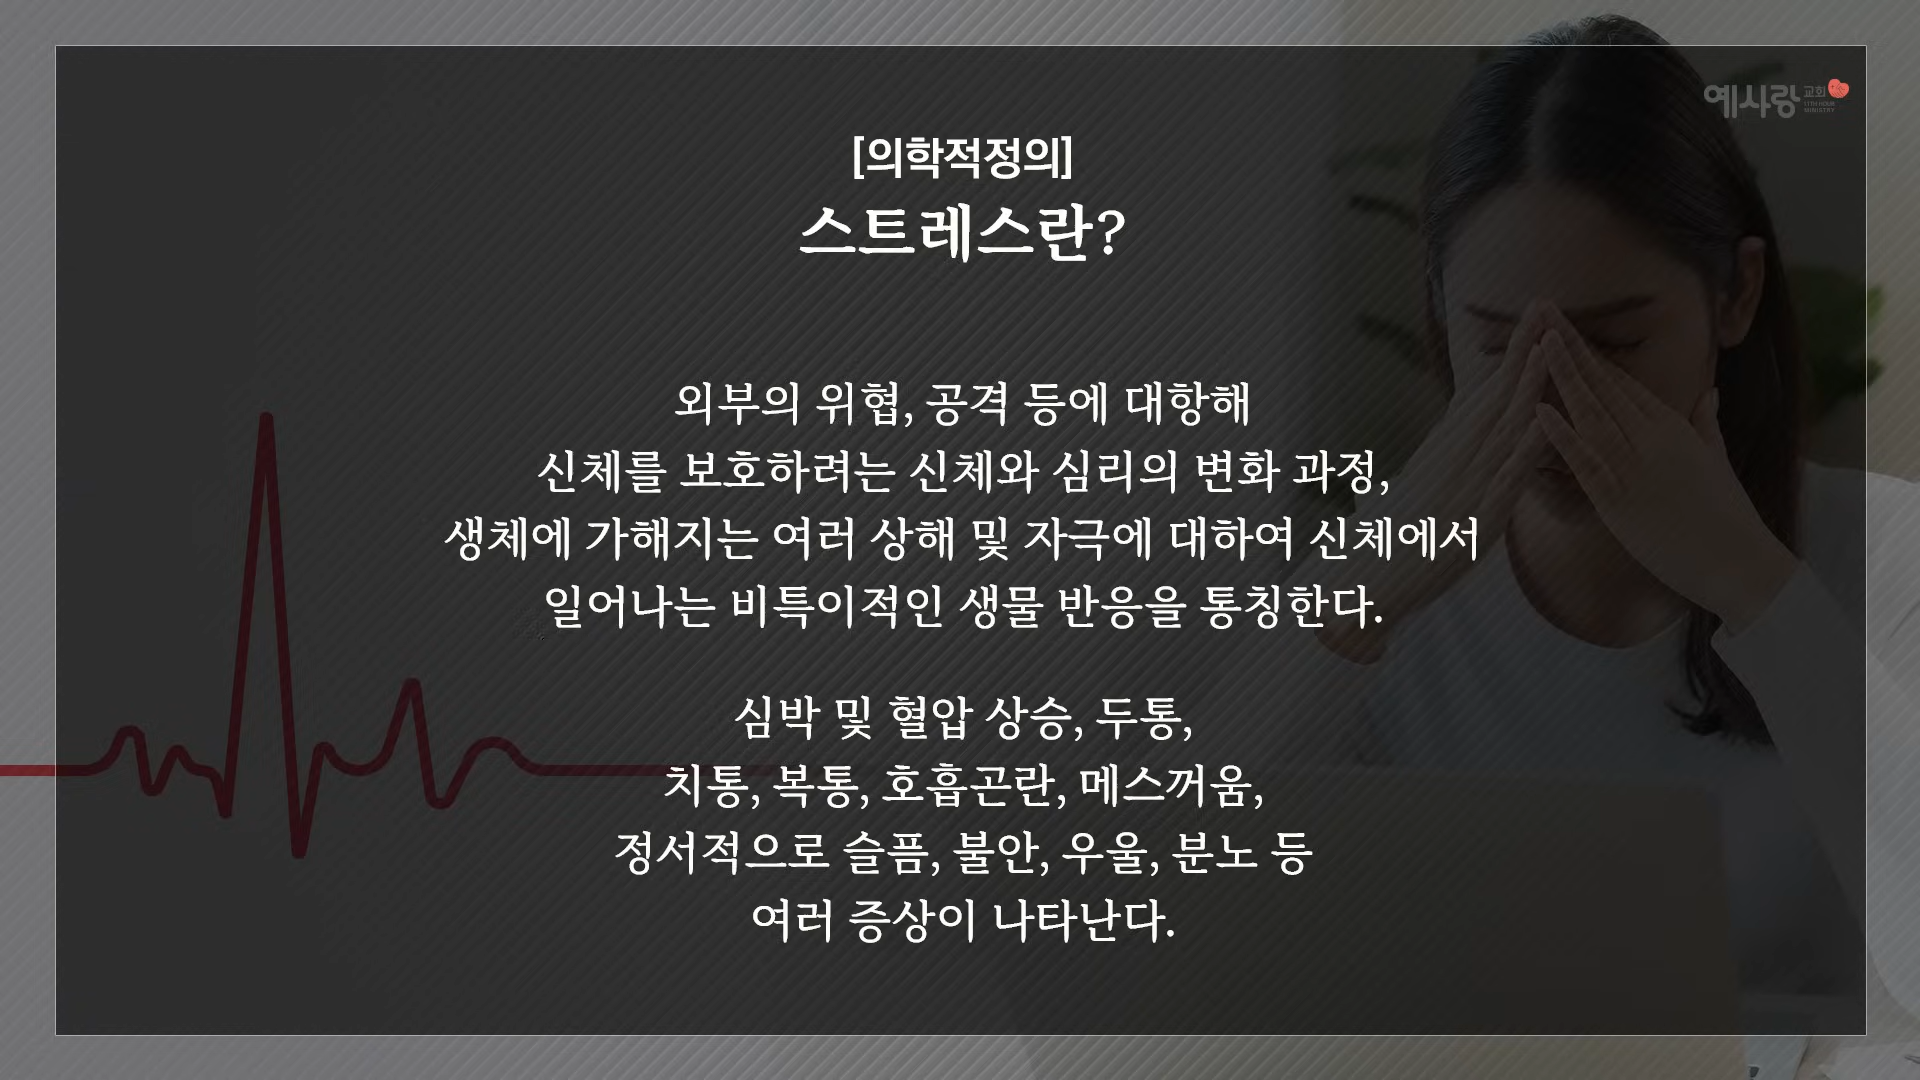 예사랑 교회
11TH HOUR
MINISTRY
[의학적정의]
스트레스란?
외부의 위협, 공격 등에 대항해
신체를 보호하려는 신체와 심리의 변화 과정,
생체에 가해지는 여러 상해 및 자극에 대하여 신체에서
일어나는 비특이적인 생물 반응을 통칭한다.
심박 및 혈압 상승, 두통,
치통, 복통, 호흡곤란, 메스꺼움,
정서적으로 슬픔, 불안, 우울, 분노 등
여러 증상이 나타난다.